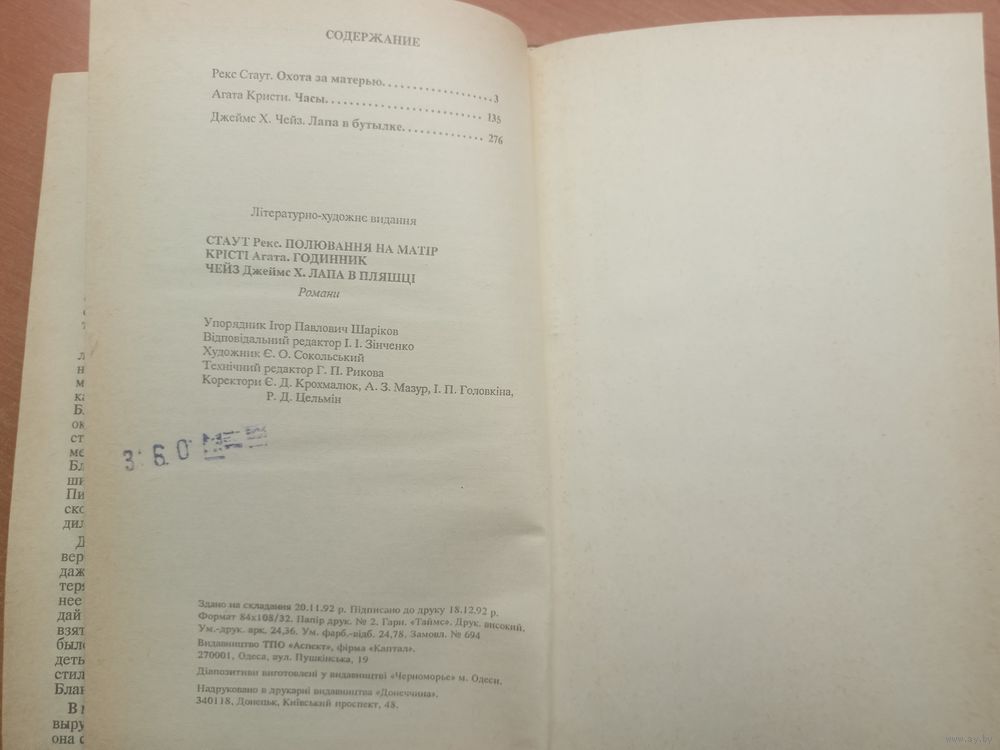 СОДЕРЖАНИЕ
Рекс Стаут. Охота за матерью. 3
Агата Кристи. Часы. 135
Джеймс Х. Чейз. Лапа в бутылке. 276
Літературно-художнє видання
СТАУТ Рекс. ПОЛЮВАННЯ НА МАТІР
КРІСТІ Агата. ГОДИННИК
ЧЕЙЗ Джеймс Х. ЛАПА В ПЛЯШЦІ
Романи
Упорядник Ігор Павлович Шаріков
Відповідальний редактор І. І. Зінченко
Художник Є. О. Сокольський
Технічний редактор Г. П. Рикова
Коректори Є. Д. Крохмалюк, А. З. Мазур, І. П. Головкіна,
Р. Д. Цельмін
Здано на складання 20.11.92 р. Підписано до друку 18.12.92 р.
Формат 84х108/32. Папір друк. № 2. Гарн. «Таймс». Друк. високий.
Ум.-друк. арк. 24,36. Ум. фарб.-відб. 24,78. Замовл. № 694
Видавництво ТПО «Аспект», фірма «Каптал».
270001, Одеса, вул. Пушкінська, 19
Діапозитиви виготовлені у видавництві «Черноморье» м. Одеси.
Надруковано в друкарні видавництва «Донеччина».
340118, Донецьк, Київський проспект, 48.
www.ay.by